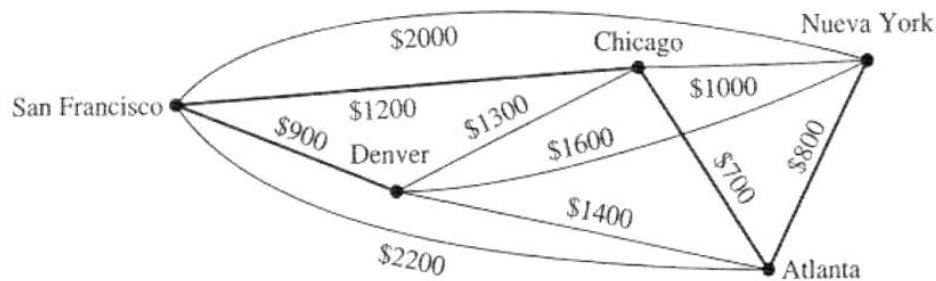 Nueva York
$2000
Chicago
San Francisco
$1200
$1000
$900
$1300
Denver
$1600
$800
$700
$1400
$2200
Atlanta